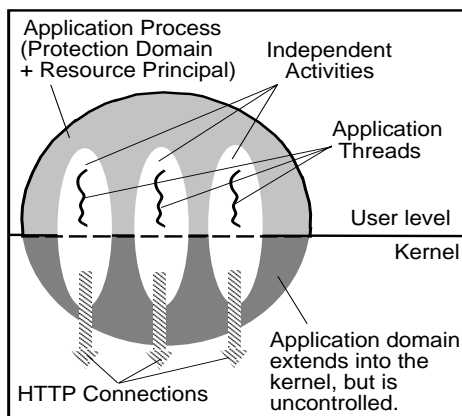 Application Process
(Protection Domain
+ Resource Principal)
Independent
Activities
Application
Threads
User level
Kernel
Application domain
extends into the
kernel, but is
uncontrolled.
HTTP Connections